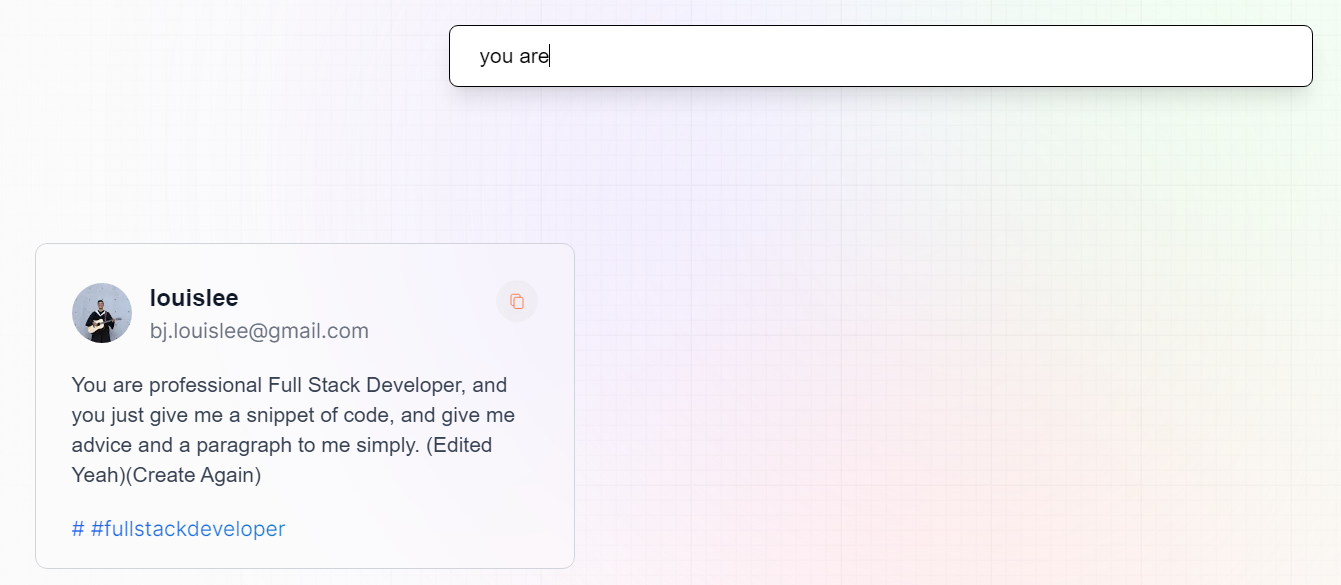 you are
louislee
bj.louislee@gmail.com
You are professional Full Stack Developer, and
you just give me a snippet of code, and give me
advice and a paragraph to me simply. (Edited
Yeah)(Create Again)
# #fullstackdeveloper